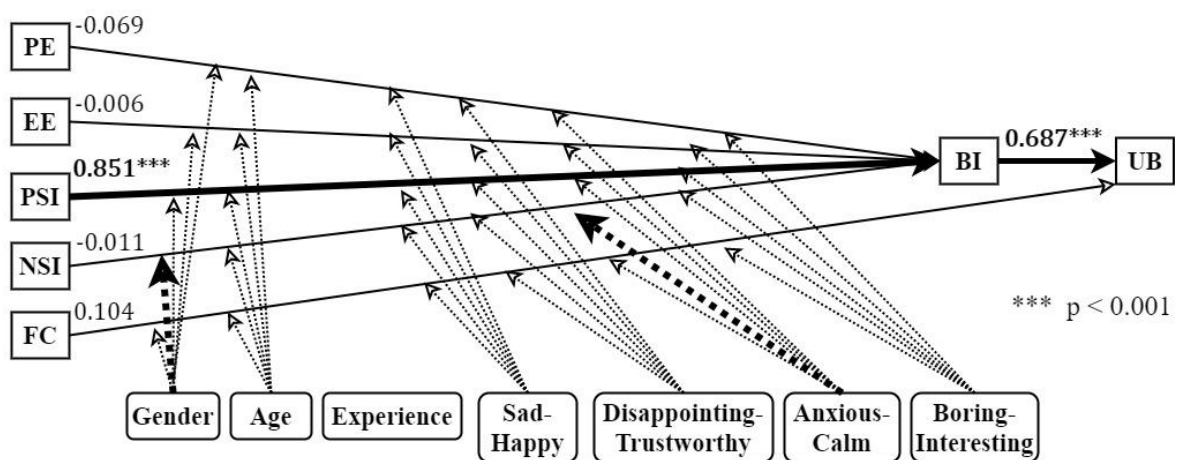 PE
-0.069
EE
-0.006
PSI
0.851***
NSI
-0.011
FC
0.104
BI
0.687***
UB
*** p < 0.001
Gender
Age
Experience
Sad-
Happy
Disappointing-
Trustworthy
Anxious-
Calm
Boring-
Interesting